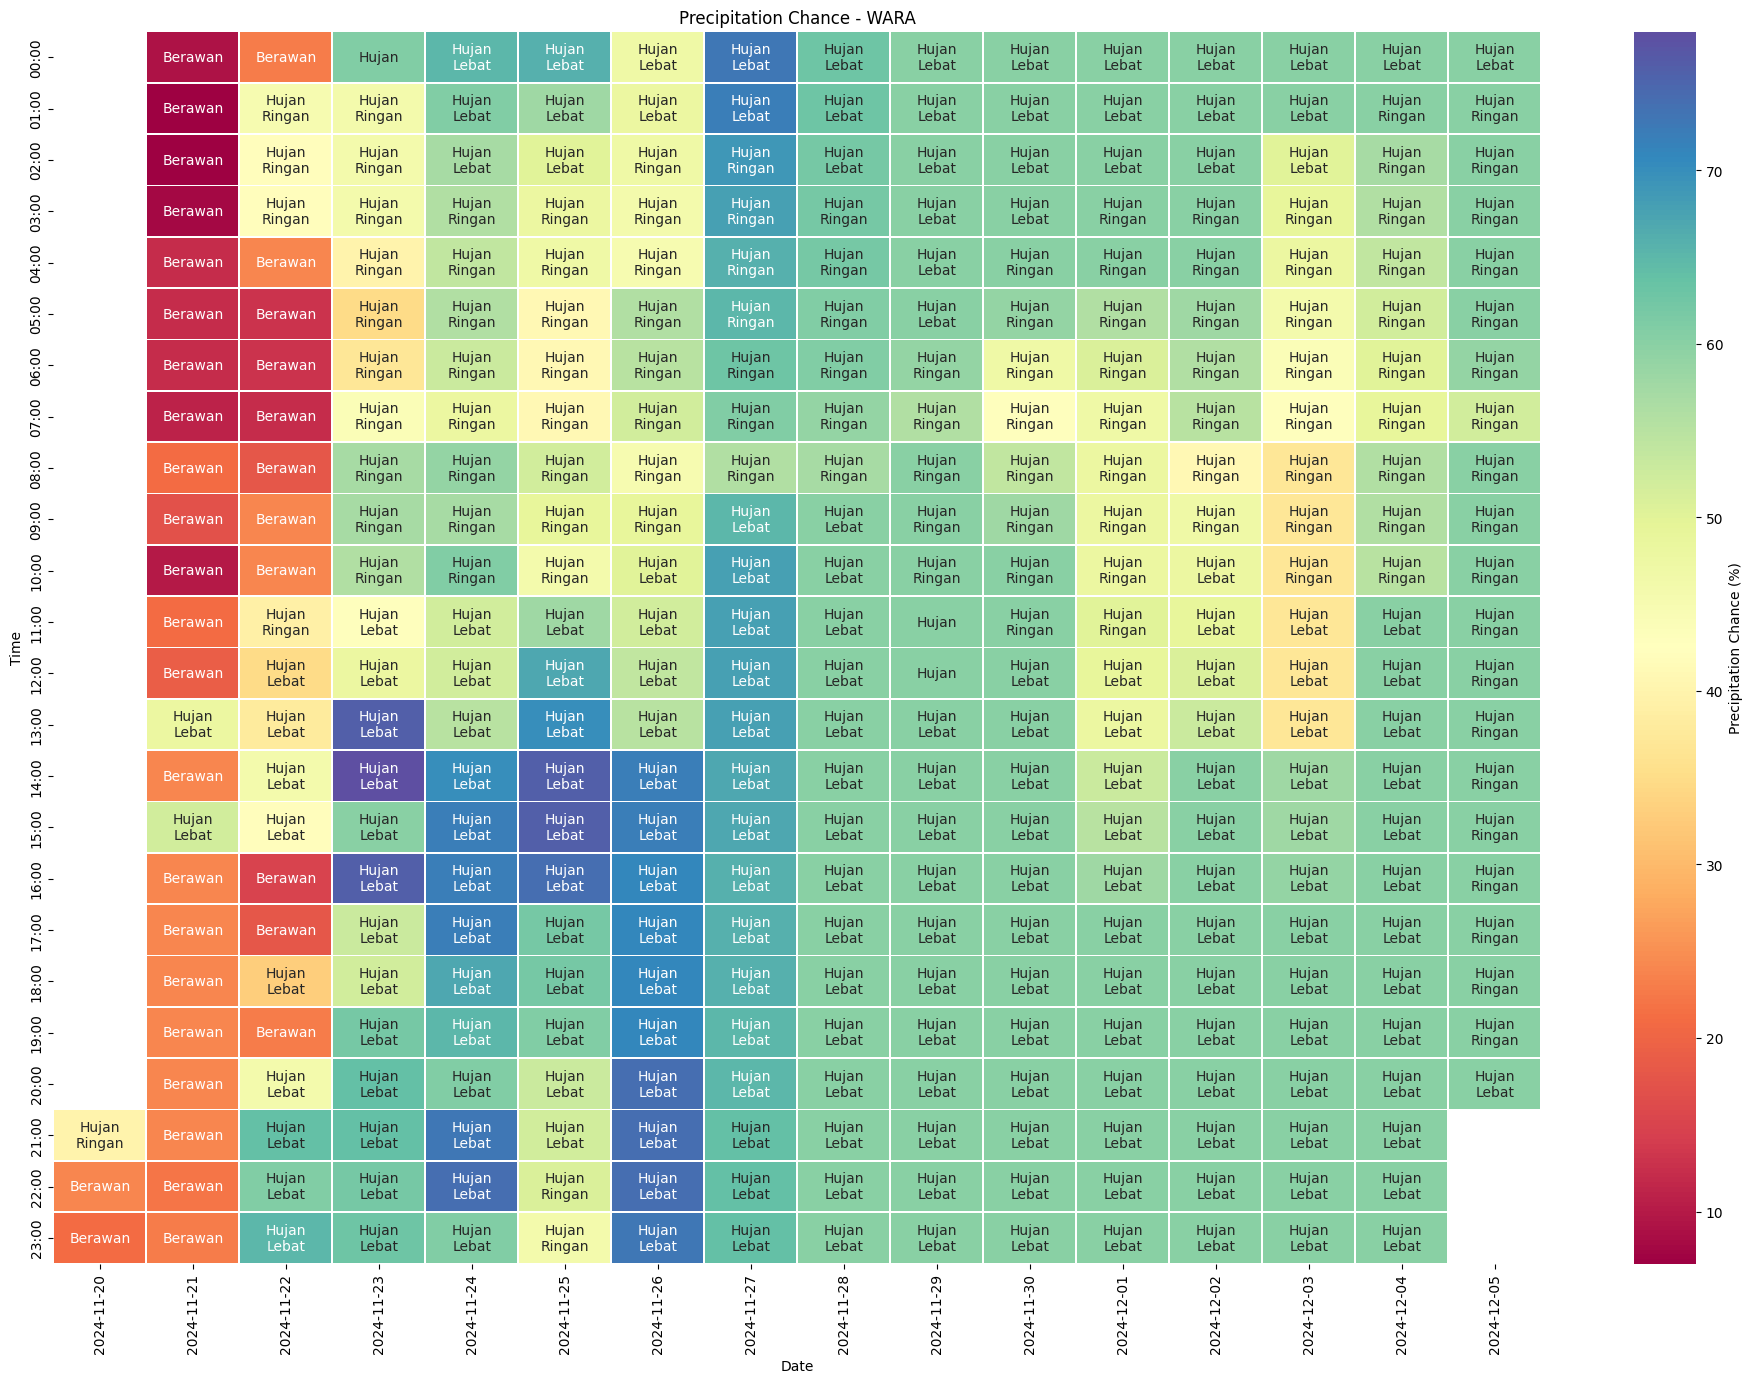 Precipitation Chance - WARA
00:00 Berawan Berawan Hujan Hujan Lebat Hujan Lebat Hujan Lebat Hujan Lebat Hujan Lebat Hujan Lebat Hujan Lebat Hujan Lebat Hujan Lebat Hujan Lebat Hujan Lebat Hujan Lebat
01:00 Berawan Hujan Ringan Hujan Ringan Hujan Lebat Hujan Lebat Hujan Lebat Hujan Lebat Hujan Lebat Hujan Lebat Hujan Lebat Hujan Lebat Hujan Lebat Hujan Lebat Hujan Ringan Hujan Ringan
02:00 Berawan Hujan Ringan Hujan Ringan Hujan Lebat Hujan Lebat Hujan Ringan Hujan Ringan Hujan Lebat Hujan Lebat Hujan Lebat Hujan Lebat Hujan Lebat Hujan Lebat Hujan Ringan Hujan Ringan
03:00 Berawan Hujan Ringan Hujan Ringan Hujan Ringan Hujan Ringan Hujan Ringan Hujan Ringan Hujan Ringan Hujan Lebat Hujan Lebat Hujan Ringan Hujan Ringan Hujan Ringan Hujan Ringan Hujan Ringan
04:00 Berawan Berawan Hujan Ringan Hujan Ringan Hujan Ringan Hujan Ringan Hujan Ringan Hujan Ringan Hujan Lebat Hujan Ringan Hujan Ringan Hujan Ringan Hujan Ringan Hujan Ringan Hujan Ringan
05:00 Berawan Berawan Hujan Ringan Hujan Ringan Hujan Ringan Hujan Ringan Hujan Ringan Hujan Ringan Hujan Lebat Hujan Ringan Hujan Ringan Hujan Ringan Hujan Ringan Hujan Ringan Hujan Ringan
06:00 Berawan Berawan Hujan Ringan Hujan Ringan Hujan Ringan Hujan Ringan Hujan Ringan Hujan Ringan Hujan Ringan Hujan Ringan Hujan Ringan Hujan Ringan Hujan Ringan Hujan Ringan Hujan Ringan
07:00 Berawan Berawan Hujan Ringan Hujan Ringan Hujan Ringan Hujan Ringan Hujan Ringan Hujan Ringan Hujan Ringan Hujan Ringan Hujan Ringan Hujan Ringan Hujan Ringan Hujan Ringan Hujan Ringan
08:00 Berawan Berawan Hujan Ringan Hujan Ringan Hujan Ringan Hujan Ringan Hujan Ringan Hujan Ringan Hujan Ringan Hujan Ringan Hujan Ringan Hujan Ringan Hujan Ringan Hujan Ringan Hujan Ringan
09:00 Berawan Berawan Hujan Ringan Hujan Ringan Hujan Ringan Hujan Ringan Hujan Lebat Hujan Lebat Hujan Ringan Hujan Ringan Hujan Ringan Hujan Ringan Hujan Ringan Hujan Ringan Hujan Ringan
10:00 Berawan Berawan Hujan Ringan Hujan Ringan Hujan Ringan Hujan Lebat Hujan Lebat Hujan Lebat Hujan Ringan Hujan Ringan Hujan Ringan Hujan Lebat Hujan Ringan Hujan Ringan Hujan Ringan
11:00 Berawan Hujan Ringan Hujan Lebat Hujan Lebat Hujan Lebat Hujan Lebat Hujan Lebat Hujan Lebat Hujan Hujan Ringan Hujan Ringan Hujan Lebat Hujan Lebat Hujan Lebat Hujan Ringan
12:00 Berawan Hujan Lebat Hujan Lebat Hujan Lebat Hujan Lebat Hujan Lebat Hujan Lebat Hujan Lebat Hujan Hujan Lebat Hujan Lebat Hujan Lebat Hujan Lebat Hujan Lebat Hujan Ringan
13:00 Hujan Lebat Hujan Lebat Hujan Lebat Hujan Lebat Hujan Lebat Hujan Lebat Hujan Lebat Hujan Lebat Hujan Lebat Hujan Lebat Hujan Lebat Hujan Lebat Hujan Lebat Hujan Lebat Hujan Ringan
14:00 Berawan Hujan Lebat Hujan Lebat Hujan Lebat Hujan Lebat Hujan Lebat Hujan Lebat Hujan Lebat Hujan Lebat Hujan Lebat Hujan Lebat Hujan Lebat Hujan Lebat Hujan Lebat Hujan Ringan
15:00 Hujan Lebat Hujan Lebat Hujan Lebat Hujan Lebat Hujan Lebat Hujan Lebat Hujan Lebat Hujan Lebat Hujan Lebat Hujan Lebat Hujan Lebat Hujan Lebat Hujan Lebat Hujan Lebat Hujan Ringan
16:00 Berawan Berawan Hujan Lebat Hujan Lebat Hujan Lebat Hujan Lebat Hujan Lebat Hujan Lebat Hujan Lebat Hujan Lebat Hujan Lebat Hujan Lebat Hujan Lebat Hujan Lebat Hujan Ringan
17:00 Berawan Berawan Hujan Lebat Hujan Lebat Hujan Lebat Hujan Lebat Hujan Lebat Hujan Lebat Hujan Lebat Hujan Lebat Hujan Lebat Hujan Lebat Hujan Lebat Hujan Lebat Hujan Ringan
18:00 Berawan Hujan Lebat Hujan Lebat Hujan Lebat Hujan Lebat Hujan Lebat Hujan Lebat Hujan Lebat Hujan Lebat Hujan Lebat Hujan Lebat Hujan Lebat Hujan Lebat Hujan Lebat Hujan Ringan
19:00 Berawan Berawan Hujan Lebat Hujan Lebat Hujan Lebat Hujan Lebat Hujan Lebat Hujan Lebat Hujan Lebat Hujan Lebat Hujan Lebat Hujan Lebat Hujan Lebat Hujan Lebat Hujan Ringan
20:00 Berawan Hujan Lebat Hujan Lebat Hujan Lebat Hujan Lebat Hujan Lebat Hujan Lebat Hujan Lebat Hujan Lebat Hujan Lebat Hujan Lebat Hujan Lebat Hujan Lebat Hujan Lebat Hujan Lebat
21:00 Hujan Ringan Berawan Hujan Lebat Hujan Lebat Hujan Lebat Hujan Lebat Hujan Lebat Hujan Lebat Hujan Lebat Hujan Lebat Hujan Lebat Hujan Lebat Hujan Lebat Hujan Lebat Hujan Lebat
22:00 Berawan Berawan Hujan Lebat Hujan Lebat Hujan Lebat Hujan Ringan Hujan Lebat Hujan Lebat Hujan Lebat Hujan Lebat Hujan Lebat Hujan Lebat Hujan Lebat Hujan Lebat Hujan Lebat
23:00 Berawan Berawan Hujan Lebat Hujan Lebat Hujan Lebat Hujan Ringan Hujan Lebat Hujan Lebat Hujan Lebat Hujan Lebat Hujan Lebat Hujan Lebat Hujan Lebat Hujan Lebat Hujan Lebat
Time
2024-11-20 2024-11-21 2024-11-22 2024-11-23 2024-11-24 2024-11-25 2024-11-26 2024-11-27 2024-11-28 2024-11-29 2024-11-30 2024-12-01 2024-12-02 2024-12-03 2024-12-04 2024-12-05
Date
70
60
50
40
30
20
10
Precipitation Chance (%)